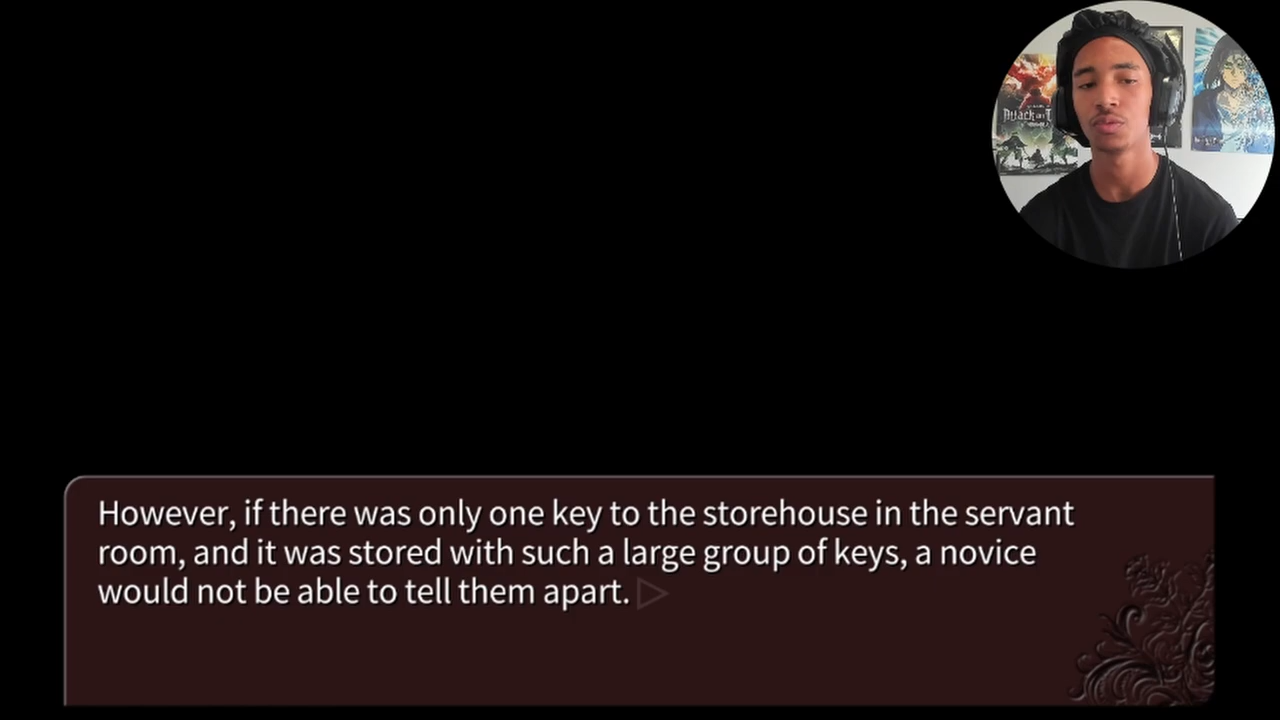 However, if there was only one key to the storehouse in the servant
room, and it was stored with such a large group of keys, a novice
would not be able to tell them apart.